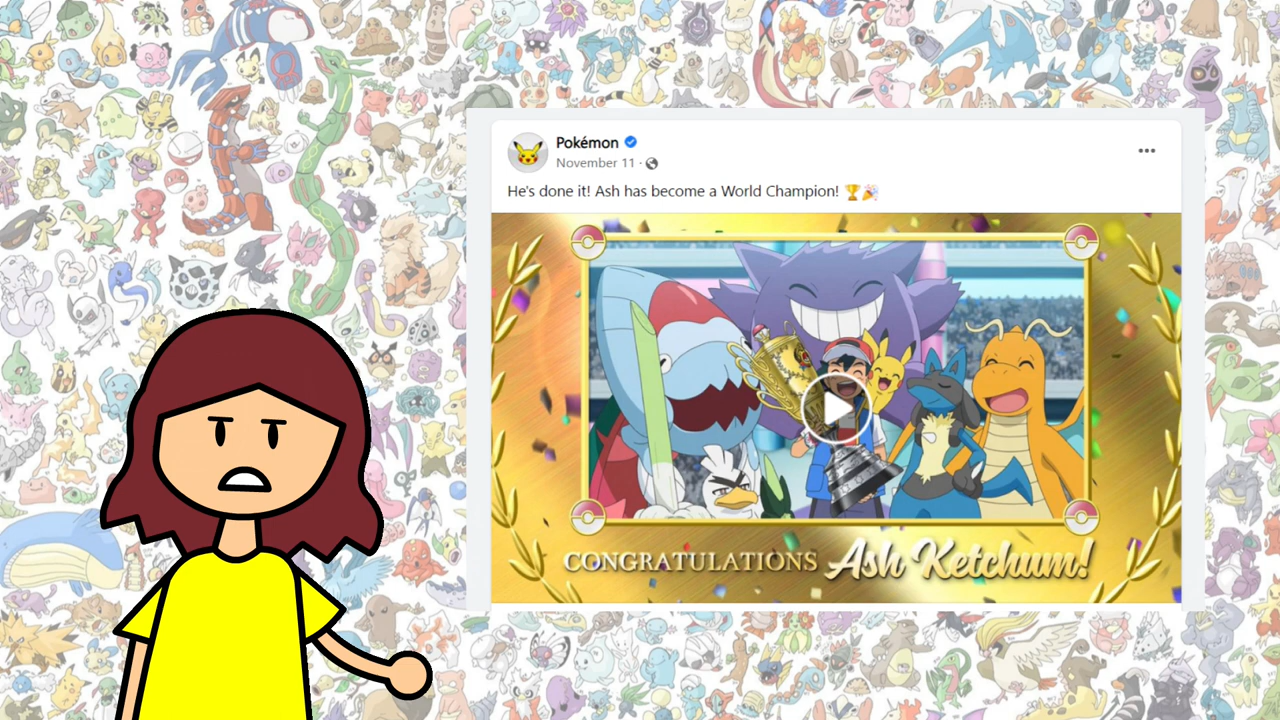 Pokémon
November 11 ·
He's done it! Ash has become a World Champion! 🏆🎉
CONGRATULATIONS Ash Ketchum!